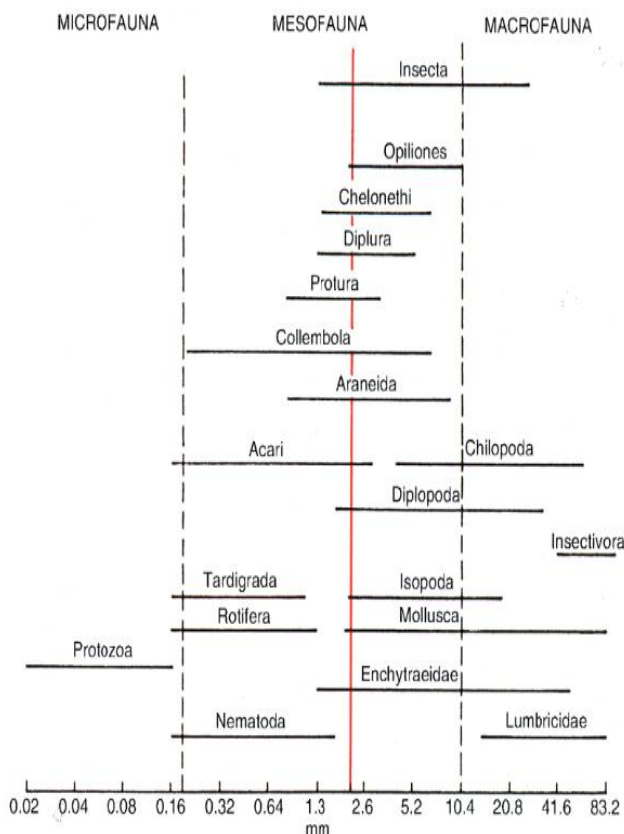 MICROFAUNA MESOFAUNA MACROFAUNA
Insecta
Opiliones
Chelonethi
Diplura
Protura
Collembola
Araneida
Acari Chilopoda
Diplopoda
Insectivora
Tardigrada Isopoda
Rotifera Mollusca
Protozoa
Enchytraeidae
Nematoda Lumbricidae
0.02 0.04 0.08 0.16 0.32 0.64 1.3 2.6 5.2 10.4 20.8 41.6 83.2
mm